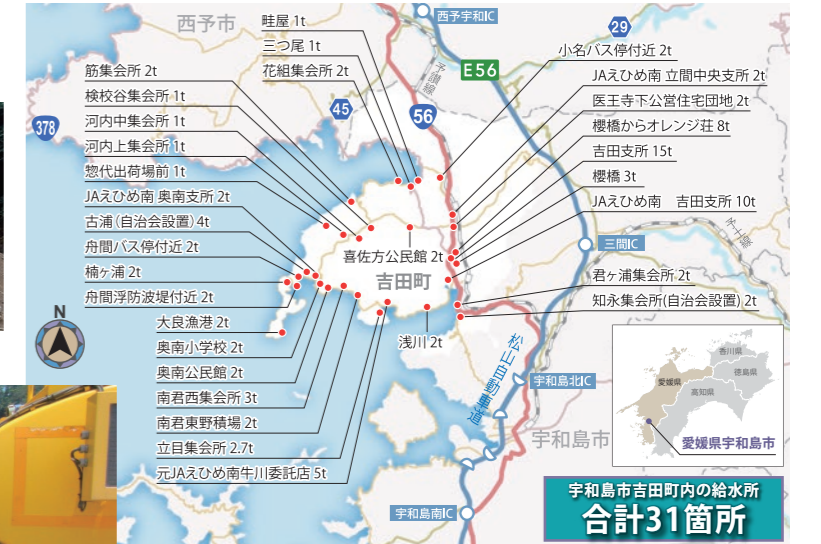 西予市
畦屋 1t
三つ尾 1t
花組集会所 2t
筋集会所 2t
検校谷集会所 1t
河内中集会所 1t
河内上集会所 1t
惣代出荷場前 1t
JAえひめ南 奥南支所 2t
古浦（自治会設置）4t
舟間バス停付近 2t
楠ヶ浦 2t
舟間浮防波堤付近 2t
大良漁港 2t
奥南小学校 2t
奥南公民館 2t
南君西集会所 3t
南君東野積場 2t
立目集会所 2.7t
元JAえひめ南牛川委託店 5t
西予宇和IC
29
小名バス停付近 2t
JAえひめ南 立間中央支所 2t
医王寺下公営住宅団地 2t
櫻橋からオレンジ荘 8t
吉田支所 15t
櫻橋 3t
JAえひめ南 吉田支所 10t
E56
予讃線
378
45
56
三間IC
予土線
喜佐方公民館 2t
吉田町
君ヶ浦集会所 2t
知永集会所(自治会設置) 2t
浅川 2t
N
松山自動車道
宇和島北IC
宇和島市
宇和島南IC
香川県
徳島県
愛媛県
高知県
愛媛県宇和島市
宇和島市吉田町内の給水所
合計31箇所